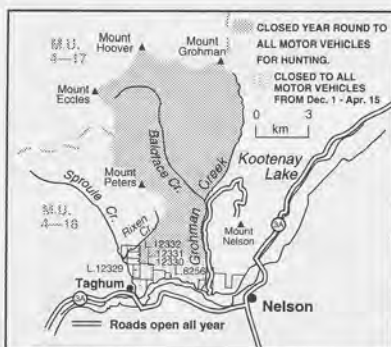 M.U.
4—17
Mount
Hoover
Mount
Grohman
CLOSED YEAR ROUND TO
ALL MOTOR VEHICLES
FOR HUNTING.
CLOSED TO ALL
MOTOR VEHICLES
FROM Dec. 1 - Apr. 15
0 3
km
Mount
Eccles
Baldface Cr.
Kootenay
Lake
Mount
Peters
Sproule Cr.
Creek
Grohman
Rixen
Cr.
M.U.
4—18
Mount
Nelson
3A
L.12332
L.12331
L.12330
L.12329
L.8256
Taghum
Nelson
3A
Roads open all year